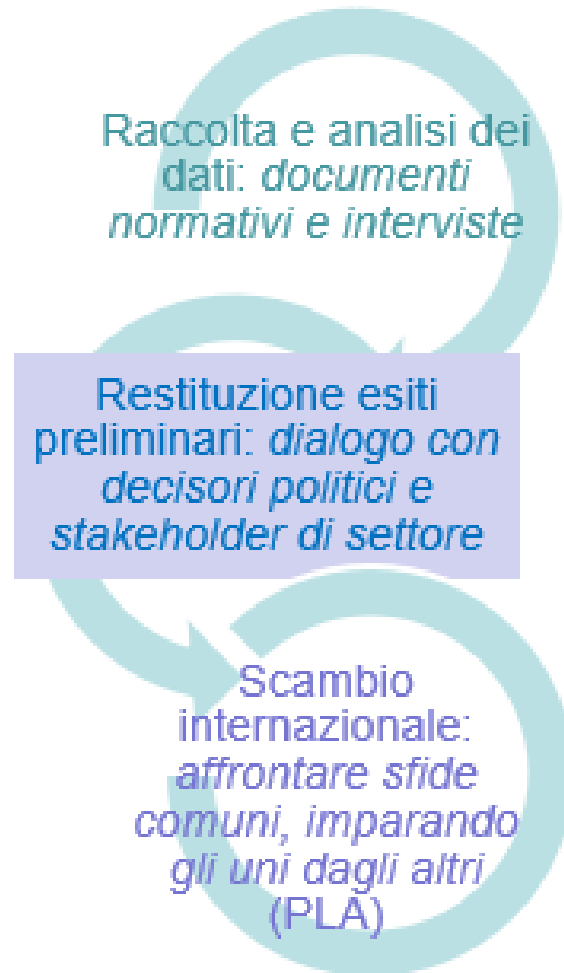 Raccolta e analisi dei
dati: documenti
normativi e interviste
Restituzione esiti
preliminari: dialogo con
decisori politici e
stakeholder di settore
Scambio
internazionale:
affrontare sfide
comuni, imparando
gli uni dagli altri
(PLA)